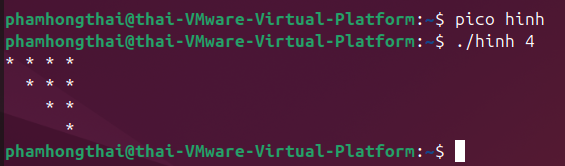 phamhongthai@thai-VMware-Virtual-Platform:~$ pico hinh
phamhongthai@thai-VMware-Virtual-Platform:~$ ./hinh 4
* * * *
  * * *
    * *
      *
phamhongthai@thai-VMware-Virtual-Platform:~$